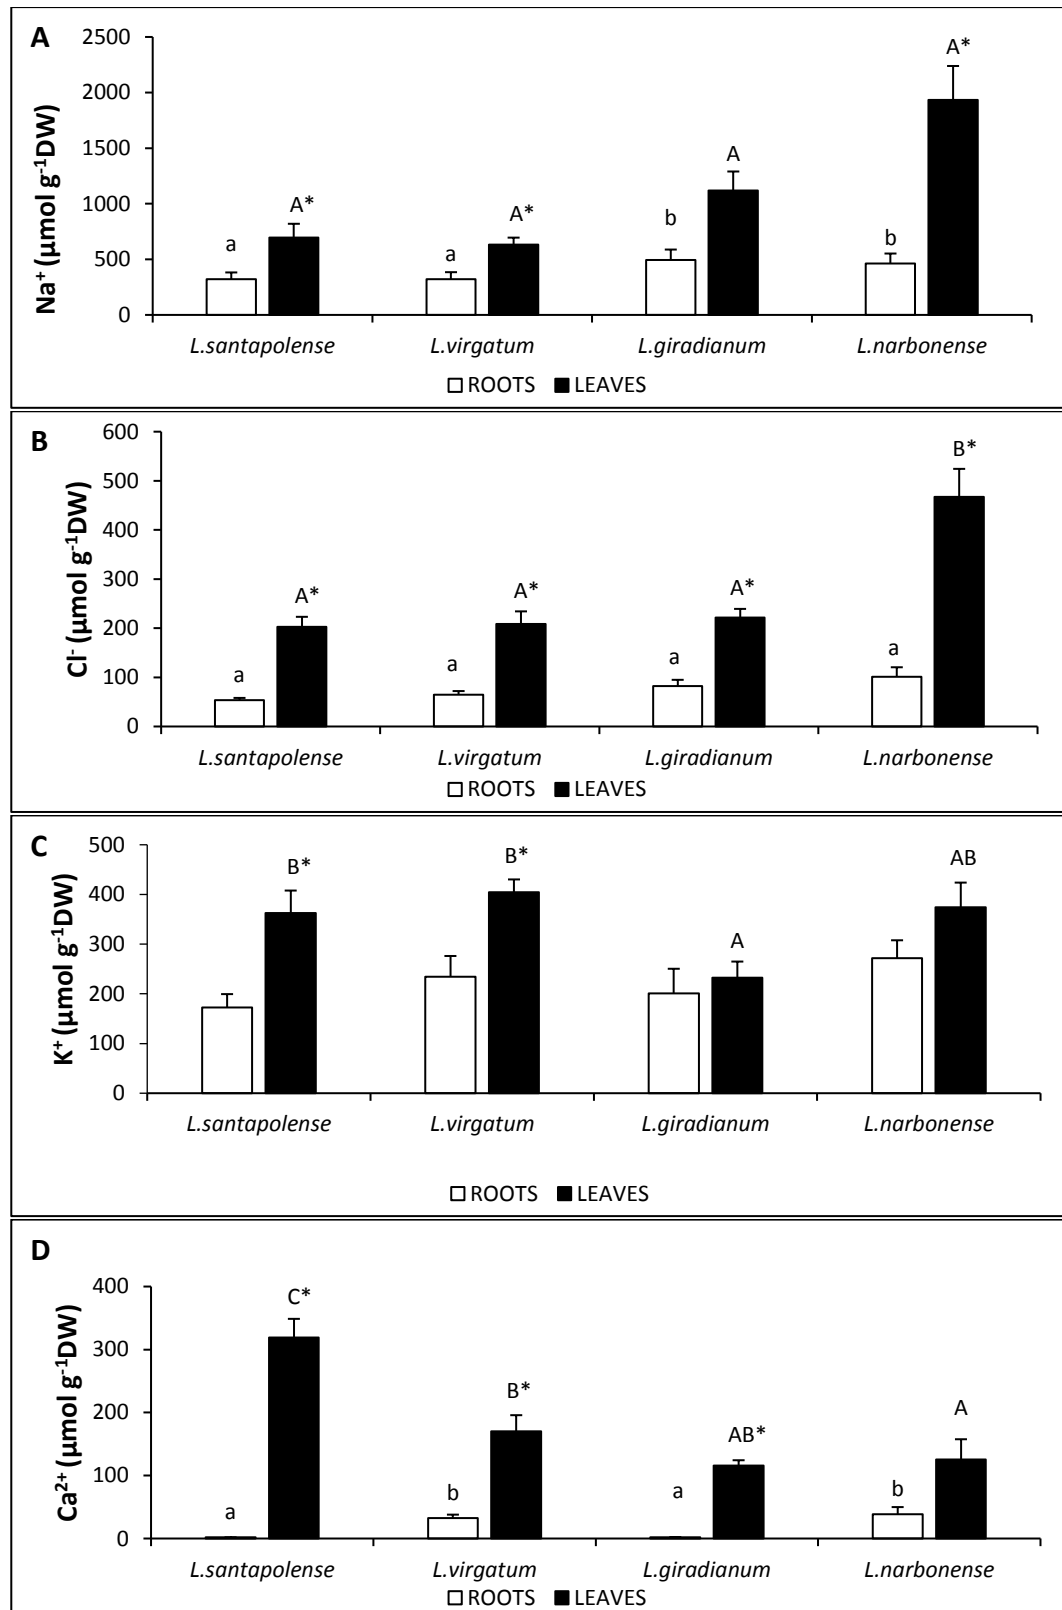 A
Na⁺ (µmol g⁻¹DW)
2500
2000
1500
1000
500
0
a
A*
a
A*
b
A
b
A*
L.santapolense
L.virgatum
L.giradianum
L.narbonense
ROOTS LEAVES
B
Cl⁻ (µmol g⁻¹DW)
600
500
400
300
200
100
0
a
A*
a
A*
a
A*
a
B*
L.santapolense
L.virgatum
L.giradianum
L.narbonense
ROOTS LEAVES
C
K⁺ (µmol g⁻¹DW)
500
400
300
200
100
0
B*
B*
A
AB
L.santapolense
L.virgatum
L.giradianum
L.narbonense
ROOTS LEAVES
D
Ca²⁺ (µmol g⁻¹DW)
400
300
200
100
0
a
C*
b
B*
a
AB*
b
A
L.santapolense
L.virgatum
L.giradianum
L.narbonense
ROOTS LEAVES